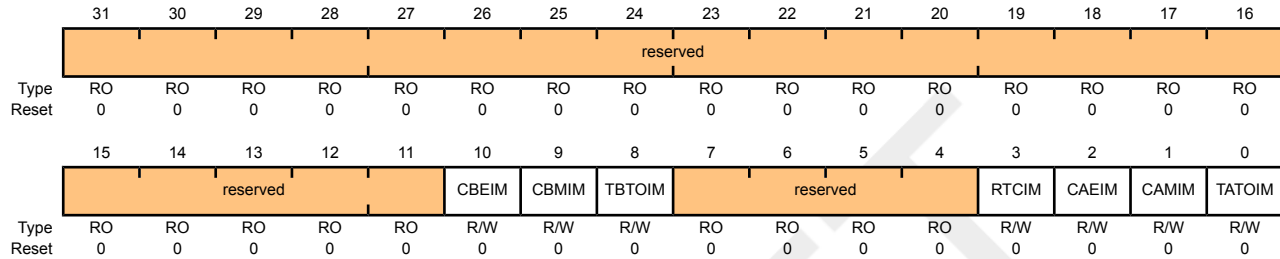 31 30 29 28 27 26 25 24 23 22 21 20 19 18 17 16
reserved
Type RO RO RO RO RO RO RO RO RO RO RO RO RO RO RO RO
Reset 0 0 0 0 0 0 0 0 0 0 0 0 0 0 0 0
15 14 13 12 11 10 9 8 7 6 5 4 3 2 1 0
reserved CBEIM CBMIM TBTOIM reserved RTCIM CAEIM CAMIM TATOIM
Type RO RO RO RO RO R/W R/W R/W RO RO RO RO R/W R/W R/W R/W
Reset 0 0 0 0 0 0 0 0 0 0 0 0 0 0 0 0